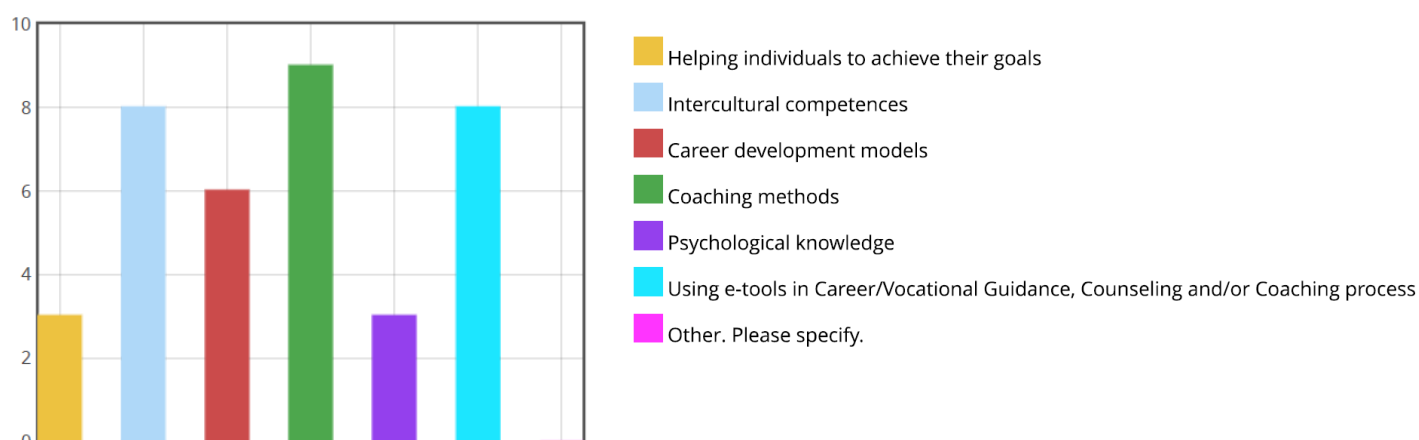 10
8
6
4
2
0
Helping individuals to achieve their goals
Intercultural competences
Career development models
Coaching methods
Psychological knowledge
Using e-tools in Career/Vocational Guidance, Counseling and/or Coaching process
Other. Please specify.